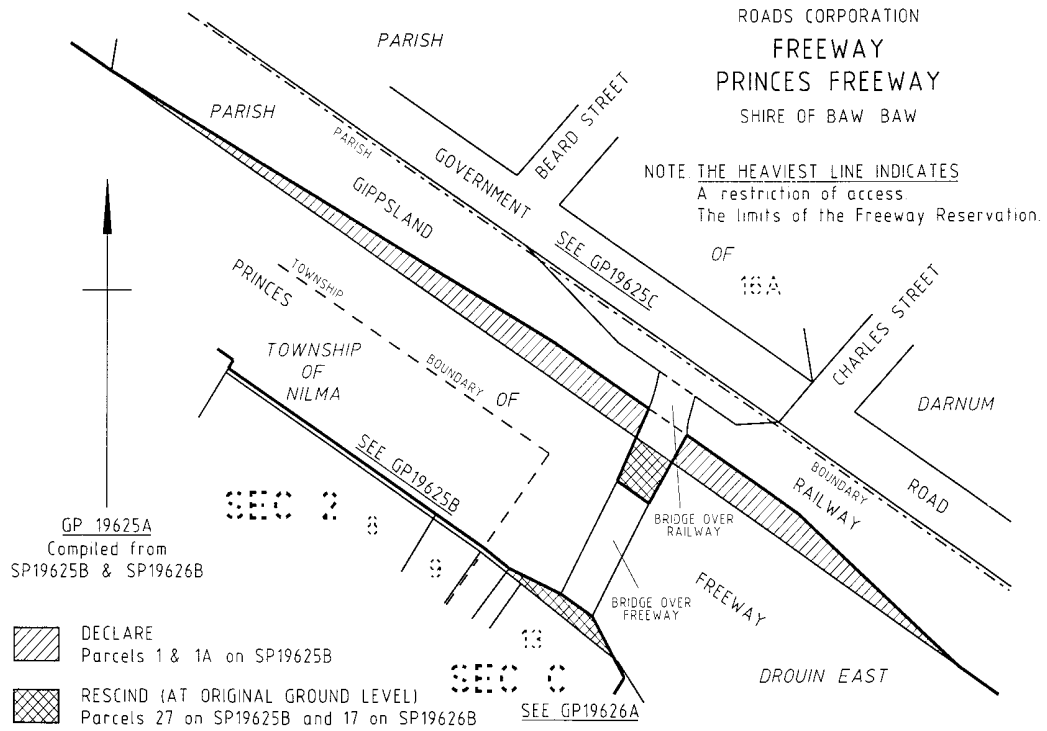 ROADS CORPORATION
FREEWAY
PRINCES FREEWAY
SHIRE OF BAW BAW
NOTE. THE HEAVIEST LINE INDICATES
A restriction of access.
The limits of the Freeway Reservation.
PARISH
PARISH
PARISH
BEARD STREET
GOVERNMENT
GIPPSLAND
SEE GP19625C
OF
16A
PRINCES
TOWNSHIP
BOUNDARY OF
CHARLES STREET
TOWNSHIP
OF
NILMA
DARNUM
SEE GP19625B
BOUNDARY
RAILWAY
ROAD
SEC 2
8
9
BRIDGE OVER
RAILWAY
GP 19625A
Compiled from
SP19625B & SP19626B
FREEWAY
BRIDGE OVER
FREEWAY
DECLARE
Parcels 1 & 1A on SP19625B
13
SEC C
DROUIN EAST
RESCIND (AT ORIGINAL GROUND LEVEL)
Parcels 27 on SP19625B and 17 on SP19626B
SEE GP19626A